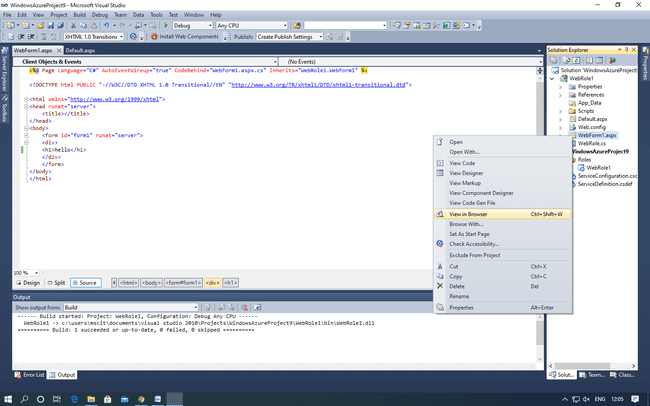 WindowsAzureProject9 - Microsoft Visual Studio
File Edit View Project Build Debug Team Data Tools Test Window Help
Debug Any CPU
XHTML 1.0 Transitional Install Web Components Publish: Create Publish Settings
WebForm1.aspx Default.aspx
Client Objects & Events (No Events)
<%@ Page Language="C#" AutoEventWireup="true" CodeBehind="WebForm1.aspx.cs" Inherits="WebRole1.WebForm1" %>
<!DOCTYPE html PUBLIC "-//W3C//DTD XHTML 1.0 Transitional//EN" "http://www.w3.org/TR/xhtml1/DTD/xhtml1-transitional.dtd">
<html xmlns="http://www.w3.org/1999/xhtml">
<head runat="server">
<title></title>
</head>
<body>
<form id="form1" runat="server">
<div>
<h1>hello</h1>
</div>
</form>
</body>
</html>
100 %
Design Split Source <html> <body> <form#form1> <div> <h1>
Output
Show output from: Build
------ Build started: Project: WebRole1, Configuration: Debug Any CPU ------
WebRole1 -> c:\users\mscit\documents\visual studio 2010\Projects\WindowsAzureProject9\WebRole1\bin\WebRole1.dll
========== Build: 1 succeeded or up-to-date, 0 failed, 0 skipped ==========
Error List Output
Server Explorer
Toolbox
Open
Open With...
View Code
View Designer
View Markup
View Component Designer
View Code Gen File
View in Browser Ctrl+Shift+W
Browse With...
Set As Start Page
Check Accessibility...
Exclude From Project
Cut Ctrl+X
Copy Ctrl+C
Delete Del
Rename
Properties Alt+Enter
Solution Explorer
Solution 'WindowsAzureProject9
WebRole1
Properties
References
App_Data
Scripts
Default.aspx
Web.config
WebForm1.aspx
WebRole.cs
WindowsAzureProject9
Roles
WebRole1
ServiceConfiguration.csc
ServiceDefinition.csdef
Solut... Team... Class...
Properties
ENG 12:05